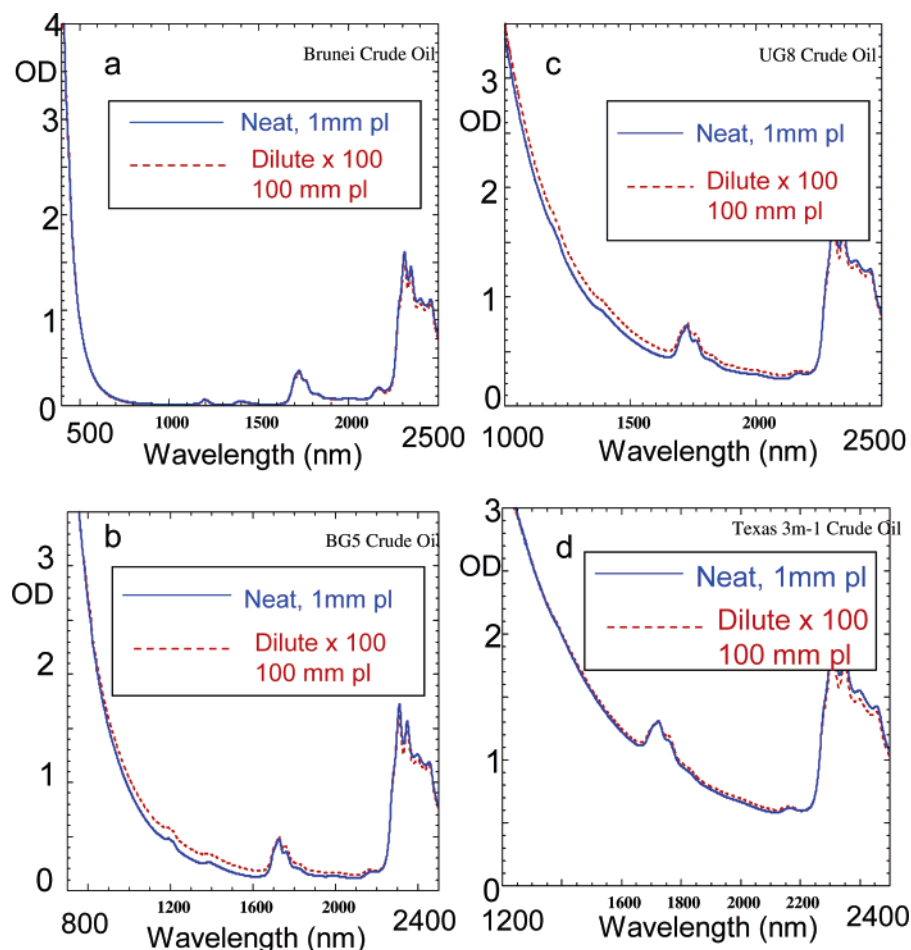 4
OD
3
2
1
0
a
Brunei Crude Oil
Neat, 1mm pl
Dilute x 100
100 mm pl
500
1000
1500
2000
2500
Wavelength (nm)
3
OD
2
1
0
c
UG8 Crude Oil
Neat, 1mm pl
Dilute x 100
100 mm pl
1000
1500
2000
2500
Wavelength (nm)
3
OD
2
1
0
b
BG5 Crude Oil
Neat, 1mm pl
Dilute x 100
100 mm pl
800
1200
1600
2000
2400
Wavelength (nm)
3
OD
2
1
0
d
Texas 3m-1 Crude Oil
Neat, 1mm pl
Dilute x 100
100 mm pl
1200
1600
1800
2000
2200
2400
Wavelength (nm)